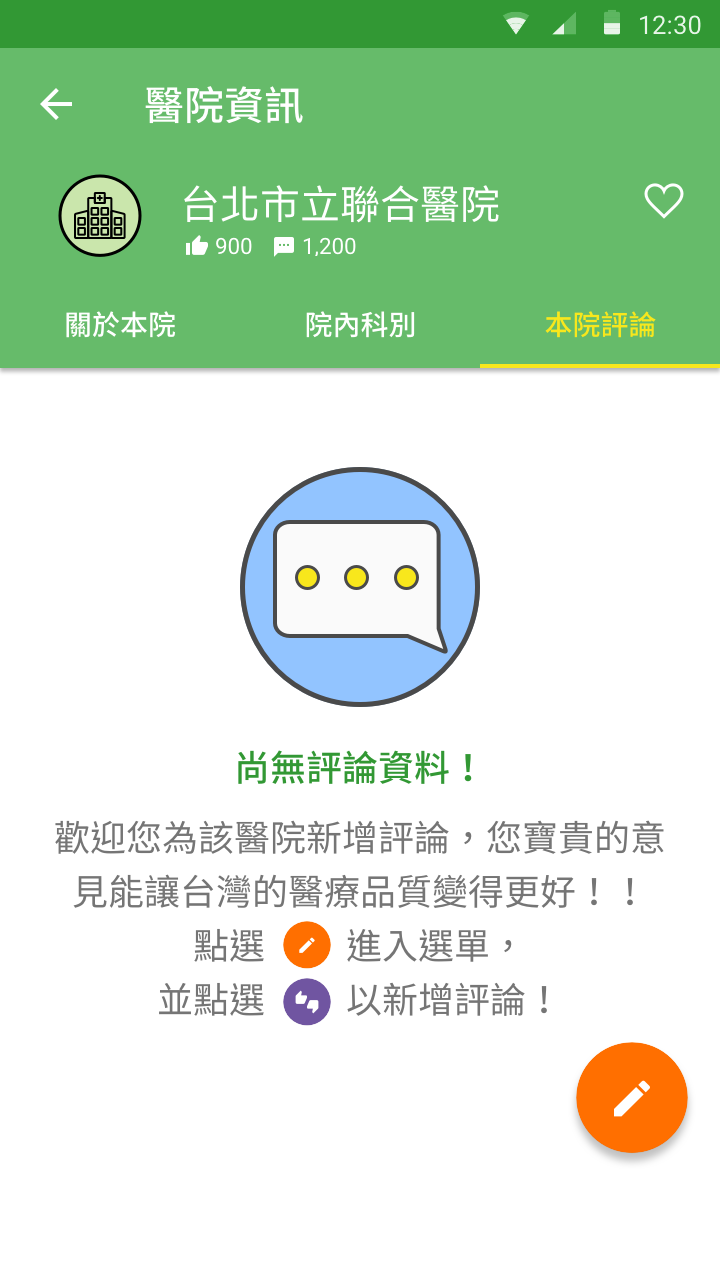 12:30
醫院資訊
台北市立聯合醫院
900 1,200
關於本院 院內科別 本院評論
尚無評論資料！
歡迎您為該醫院新增評論，您寶貴的意
見能讓台灣的醫療品質變得更好！！
點選 進入選單，
並點選 以新增評論！